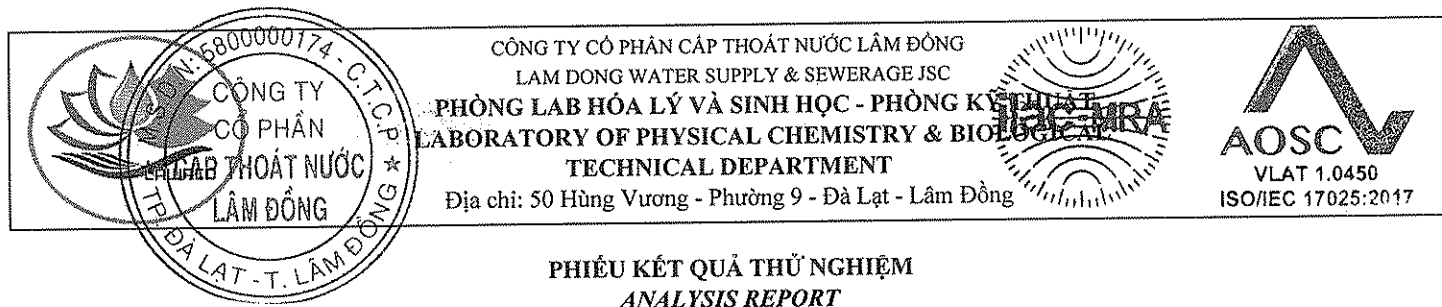 M.S.D.N: 5800000174 - C.T.C.P
CÔNG TY
CỔ PHẦN
CẤP THOÁT NƯỚC
LÂM ĐỒNG
TP. ĐÀ LẠT - T. LÂM ĐỒNG
CÔNG TY CỔ PHẦN CẤP THOÁT NƯỚC LÂM ĐỒNG
LAM DONG WATER SUPPLY & SEWERAGE JSC
PHÒNG LAB HÓA LÝ VÀ SINH HỌC - PHÒNG KỸ THUẬT
LABORATORY OF PHYSICAL CHEMISTRY & BIOLOGICAL
TECHNICAL DEPARTMENT
Địa chỉ: 50 Hùng Vương - Phường 9 - Đà Lạt - Lâm Đồng
ilac-MRA
AOSC
VLAT 1.0450
ISO/IEC 17025:2017
PHIẾU KẾT QUẢ THỬ NGHIỆM
ANALYSIS REPORT